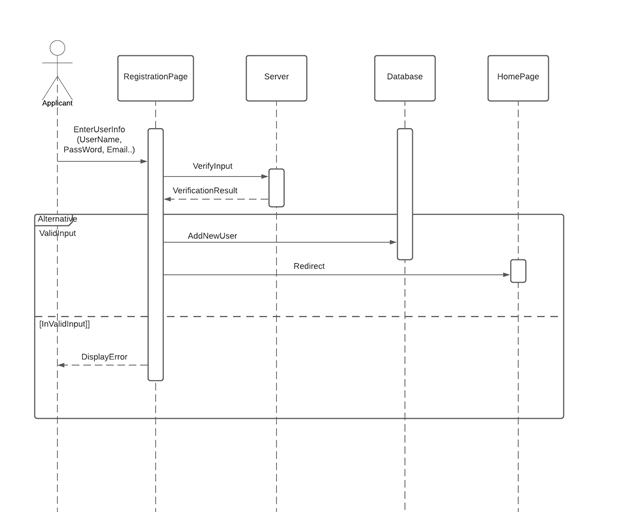 RegistrationPage
Server
Database
HomePage
Applicant
EnterUserInfo
(UserName,
PassWord, Email..)
VerifyInput
VerificationResult
Alternative
ValidInput
AddNewUser
Redirect
[InValidInput]]
DisplayError